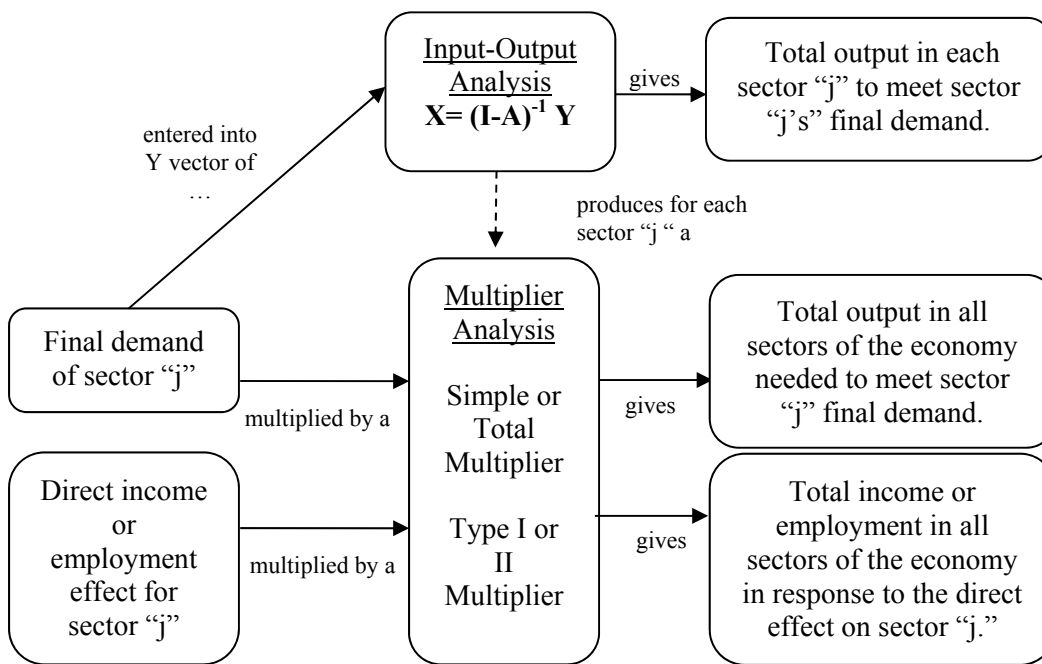 Input-Output
Analysis
X= (I-A)-1 Y
gives
Total output in each
sector “j” to meet sector
“j’s” final demand.
entered into
Y vector of
…
produces for each
sector “j “ a
Final demand
of sector “j”
multiplied by a
Multiplier
Analysis
Simple or
Total
Multiplier
gives
Total output in all
sectors of the economy
needed to meet sector
“j” final demand.
Direct income
or
employment
effect for
sector “j”
multiplied by a
Type I or
II
Multiplier
gives
Total income or
employment in all
sectors of the economy
in response to the direct
effect on sector “j.”